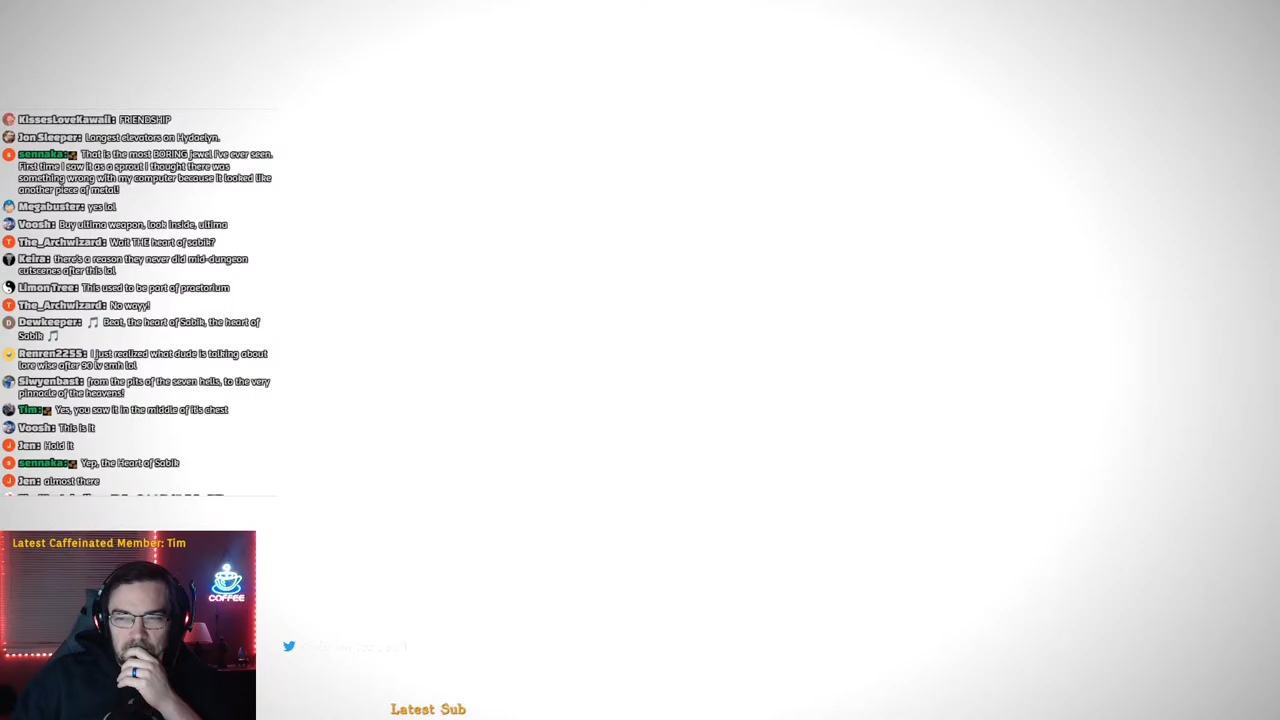 KissesLoveKawaii: FRIENDSHIP
Jon Sleeper: Longest elevators on Hydaelyn.
sennaka: That is the most BORING jewel I've ever seen.
First time I saw it as a sprout I thought there was
something wrong with my computer because it looked like
another piece of metal!
Megabuster: yes lol
Voosh: Buy ultima weapon, look inside, ultima
The_Archwizard: Wait THE heart of sabik?
Keira: there's a reason they never did mid-dungeon
cutscenes after this lol
LimonTree: This used to be part of praetorium
The_Archwizard: No wayy!
Dewkeeper: 🎵 Beat, the heart of Sabik, the heart of
Sabik 🎵
Renren2255: I just realized what dude is talking about
lore wise after 90 lv smh lol
Siwyenbast: from the pits of the seven hells, to the very
pinnacle of the heavens!
Tim: Yes, you saw it in the middle of it's chest
Voosh: This is it
Jen: Hold it
sennaka: Yep, the Heart of Sabik
Jen: almost there
Latest Caffeinated Member: Tim
COFFEE
Latest Sub